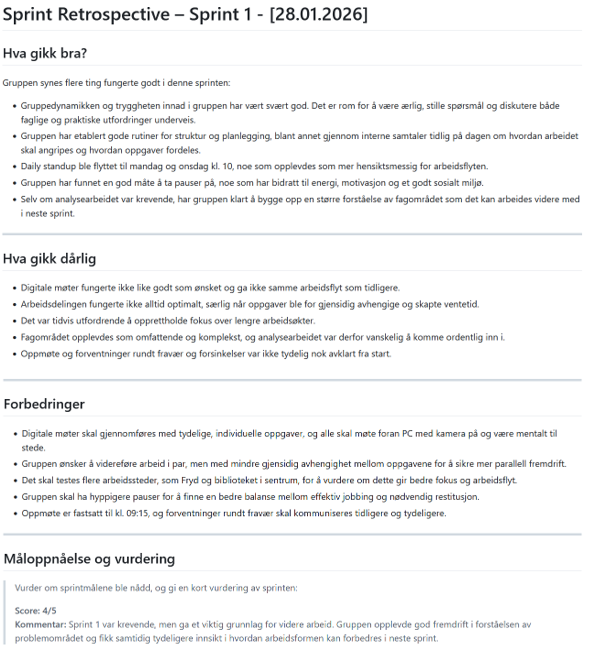 Sprint Retrospective – Sprint 1 - [28.01.2026]
Hva gikk bra?
Gruppen synes flere ting fungerte godt i denne sprinten:
• Gruppedynamikken og tryggheten innad i gruppen har vært svært god. Det er rom for å være ærlig, stille spørsmål og diskutere både
faglige og praktiske utfordringer underveis.
• Gruppen har etablert gode rutiner for struktur og planlegging, blant annet gjennom interne samtaler tidlig på dagen om hvordan arbeidet
skal angripes og hvordan oppgaver fordeles.
• Daily standup ble flyttet til mandag og onsdag kl. 10, noe som opplevdes som mer hensiktsmessig for arbeidsflyten.
• Gruppen har funnet en god måte å ta pauser på, noe som har bidratt til energi, motivasjon og et godt sosialt miljø.
• Selv om analysearbeidet var krevende, har gruppen klart å bygge opp en større forståelse av fagområdet som det kan arbeides videre med
i neste sprint.
Hva gikk dårlig
• Digitale møter fungerte ikke like godt som ønsket og ga ikke samme arbeidsflyt som tidligere.
• Arbeidsdelingen fungerte ikke alltid optimalt, særlig når oppgaver ble for gjensidig avhengige og skapte ventetid.
• Det var tidvis utfordrende å opprettholde fokus over lengre arbeidsøkter.
• Fagområdet opplevdes som omfattende og komplekst, og analysearbeidet var derfor vanskelig å komme ordentlig inn i.
• Oppmøte og forventninger rundt fravær og forsinkelser var ikke tydelig nok avklart fra start.
Forbedringer
• Digitale møter skal gjennomføres med tydelige, individuelle oppgaver, og alle skal møte foran PC med kamera på og være mentalt til
stede.
• Gruppen ønsker å videreføre arbeid i par, men med mindre gjensidig avhengighet mellom oppgavene for å sikre mer parallell fremdrift.
• Det skal testes flere arbeidssteder, som Fryd og biblioteket i sentrum, for å vurdere om dette gir bedre fokus og arbeidsflyt.
• Gruppen skal ha hyppigere pauser for å finne en bedre balanse mellom effektiv jobbing og nødvendig restitusjon.
• Oppmøte er fastsatt til kl. 09:15, og forventninger rundt fravær skal kommuniseres tidligere og tydeligere.
Måloppnåelse og vurdering
Vurder om sprintmålene ble nådd, og gi en kort vurdering av sprinten:
Score: 4/5
Kommentar: Sprint 1 var krevende, men ga et viktig grunnlag for videre arbeid. Gruppen opplevde god fremdrift i forståelsen av
problemområdet og fikk samtidig tydeligere innsikt i hvordan arbeidsformen kan forbedres i neste sprint.